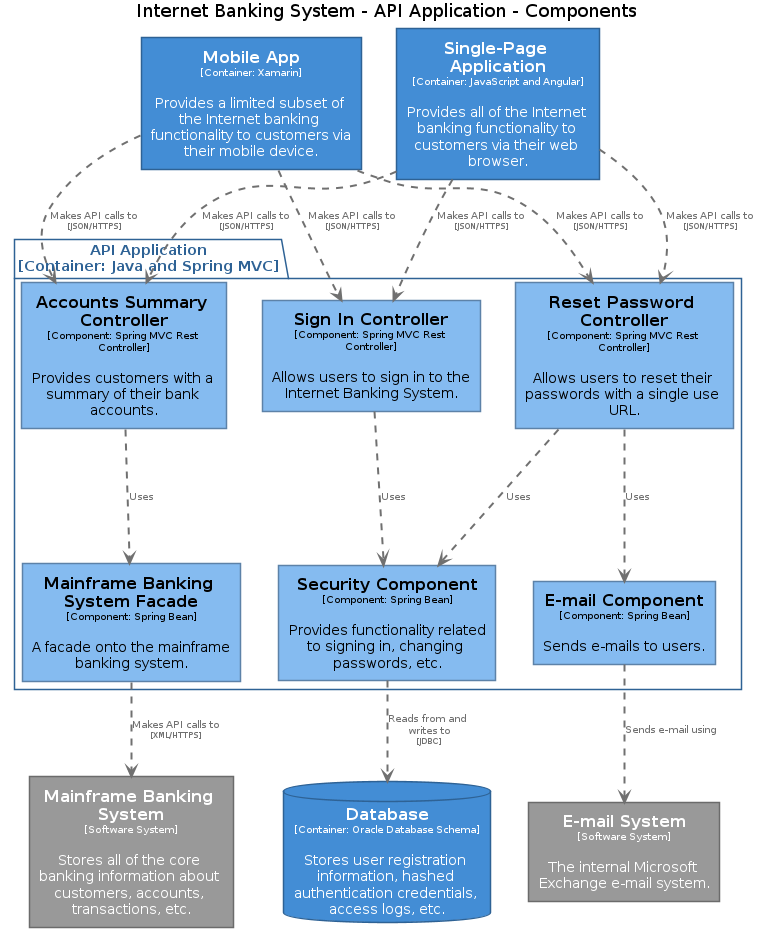 Internet Banking System - API Application - Components
Mobile App
[Container: Xamarin]
Provides a limited subset of
the Internet banking
functionality to customers via
their mobile device.
Single-Page
Application
[Container: JavaScript and Angular]
Provides all of the Internet
banking functionality to
customers via their web
browser.
Makes API calls to
[JSON/HTTPS]
Makes API calls to
[JSON/HTTPS]
Makes API calls to
[JSON/HTTPS]
Makes API calls to
[JSON/HTTPS]
Makes API calls to
[JSON/HTTPS]
Makes API calls to
[JSON/HTTPS]
API Application
[Container: Java and Spring MVC]
Accounts Summary
Controller
[Component: Spring MVC Rest
Controller]
Provides customers with a
summary of their bank
accounts.
Sign In Controller
[Component: Spring MVC Rest
Controller]
Allows users to sign in to the
Internet Banking System.
Reset Password
Controller
[Component: Spring MVC Rest
Controller]
Allows users to reset their
passwords with a single use
URL.
Uses
Uses
Uses
Uses
Mainframe Banking
System Facade
[Component: Spring Bean]
A facade onto the mainframe
banking system.
Security Component
[Component: Spring Bean]
Provides functionality related
to signing in, changing
passwords, etc.
E-mail Component
[Component: Spring Bean]
Sends e-mails to users.
Makes API calls to
[XML/HTTPS]
Reads from and
writes to
[JDBC]
Sends e-mail using
Mainframe Banking
System
[Software System]
Stores all of the core
banking information about
customers, accounts,
transactions, etc.
Database
[Container: Oracle Database Schema]
Stores user registration
information, hashed
authentication credentials,
access logs, etc.
E-mail System
[Software System]
The internal Microsoft
Exchange e-mail system.